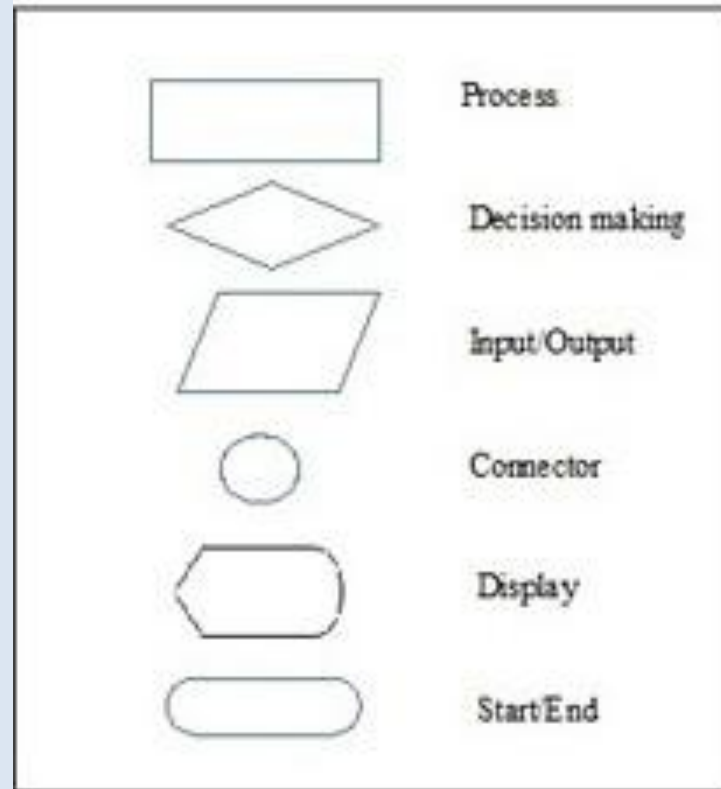 Process
Decision making
Input/Output
Connector
Display
Start/End